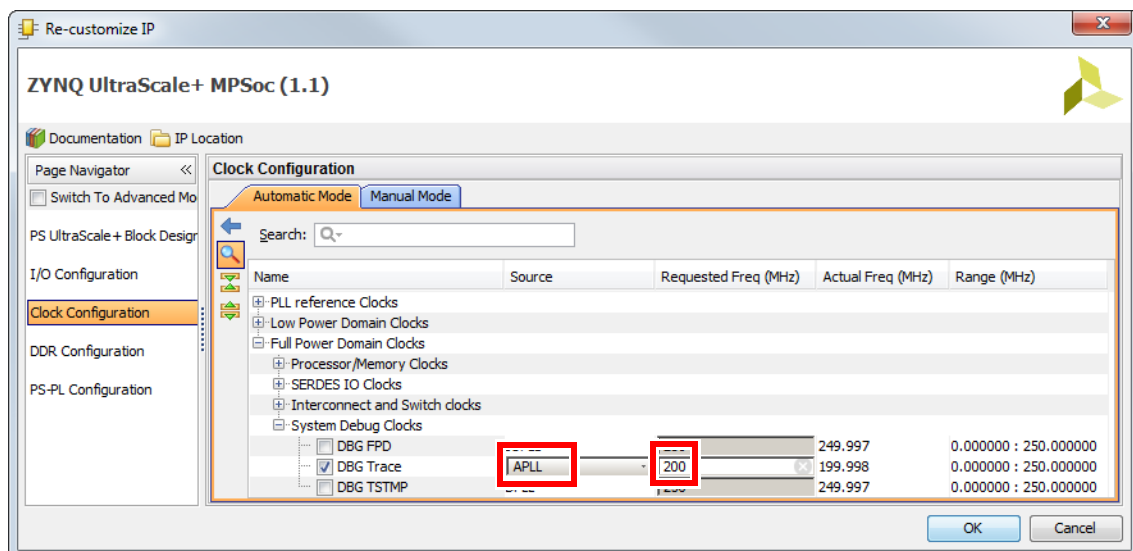 Re-customize IP
ZYNQ UltraScale+ MPSoc (1.1)
Documentation IP Location
Page Navigator «
Switch To Advanced Mo
PS UltraScale+ Block Desigr
I/O Configuration
Clock Configuration
DDR Configuration
PS-PL Configuration
Clock Configuration
Automatic Mode Manual Mode
Search:
Name Source Requested Freq (MHz) Actual Freq (MHz) Range (MHz)
PLL reference Clocks
Low Power Domain Clocks
Full Power Domain Clocks
Processor/Memory Clocks
SERDES IO Clocks
Interconnect and Switch clocks
System Debug Clocks
DBG FPD 249.997 0.000000 : 250.000000
DBG Trace APLL 200 199.998 0.000000 : 250.000000
DBG TSTMP 249.997 0.000000 : 250.000000
OK Cancel